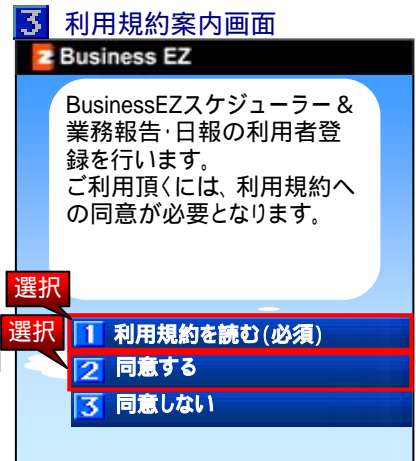 3 利用規約案内画面
Business EZ
BusinessEZスケジューラー &
業務報告・日報の利用者登
録を行います。
ご利用頂くには、利用規約へ
の同意が必要となります。
選択
1 利用規約を読む(必須)
選択
2 同意する
3 同意しない